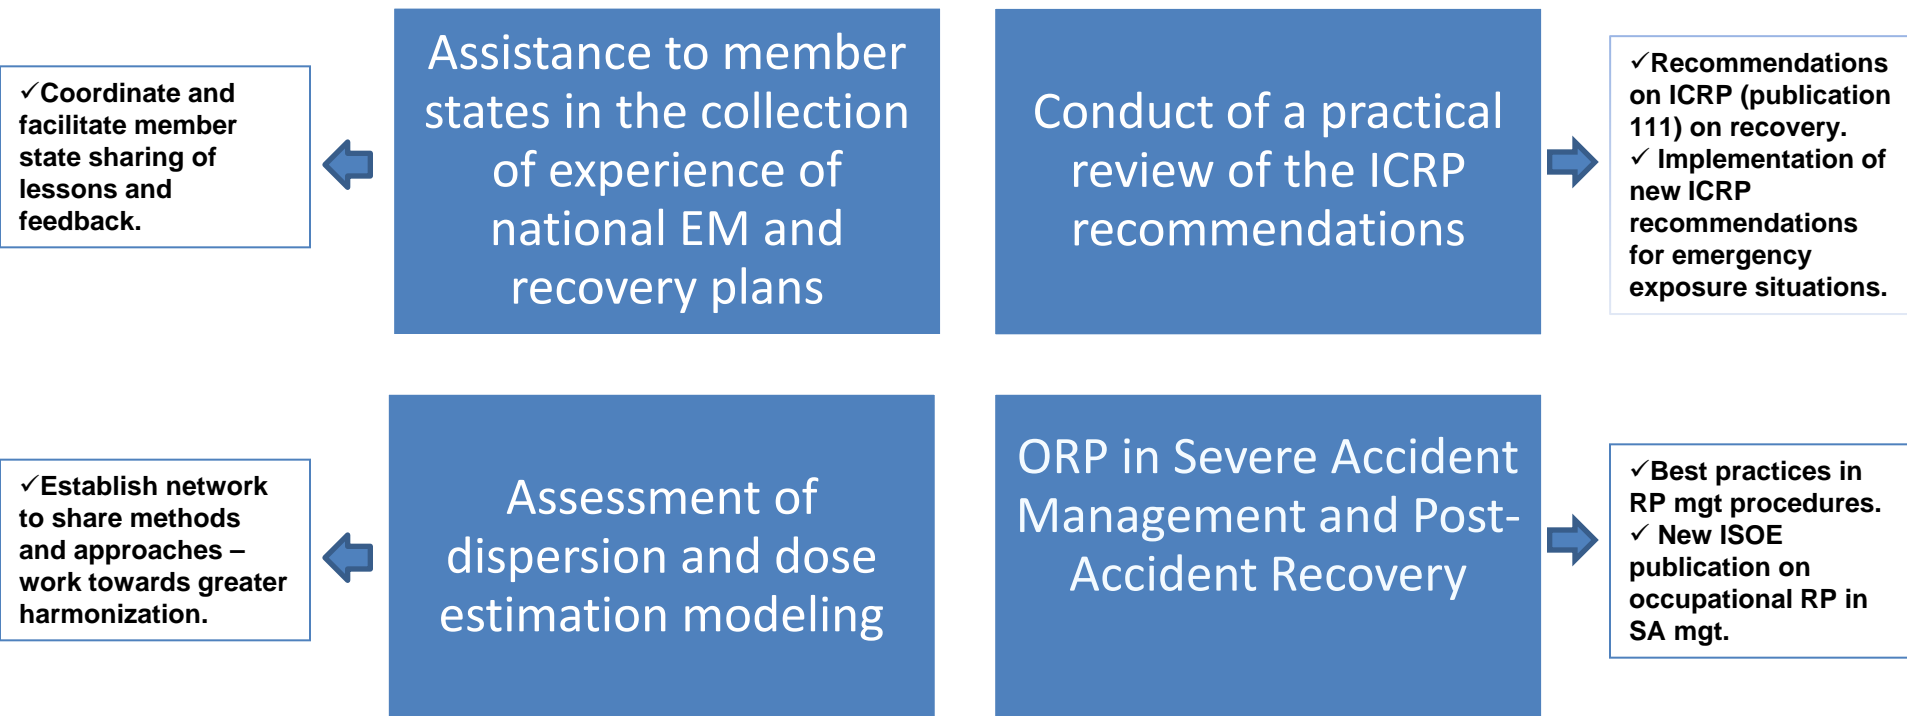 ✓Coordinate and
facilitate member
state sharing of
lessons and
feedback.
Assistance to member
states in the collection
of experience of
national EM and
recovery plans
Conduct of a practical
review of the ICRP
recommendations
✓Recommendations
on ICRP (publication
111) on recovery.
✓ Implementation of
new ICRP
recommendations
for emergency
exposure situations.
✓Establish network
to share methods
and approaches –
work towards greater
harmonization.
Assessment of
dispersion and dose
estimation modeling
ORP in Severe Accident
Management and Post-
Accident Recovery
✓Best practices in
RP mgt procedures.
✓ New ISOE
publication on
occupational RP in
SA mgt.